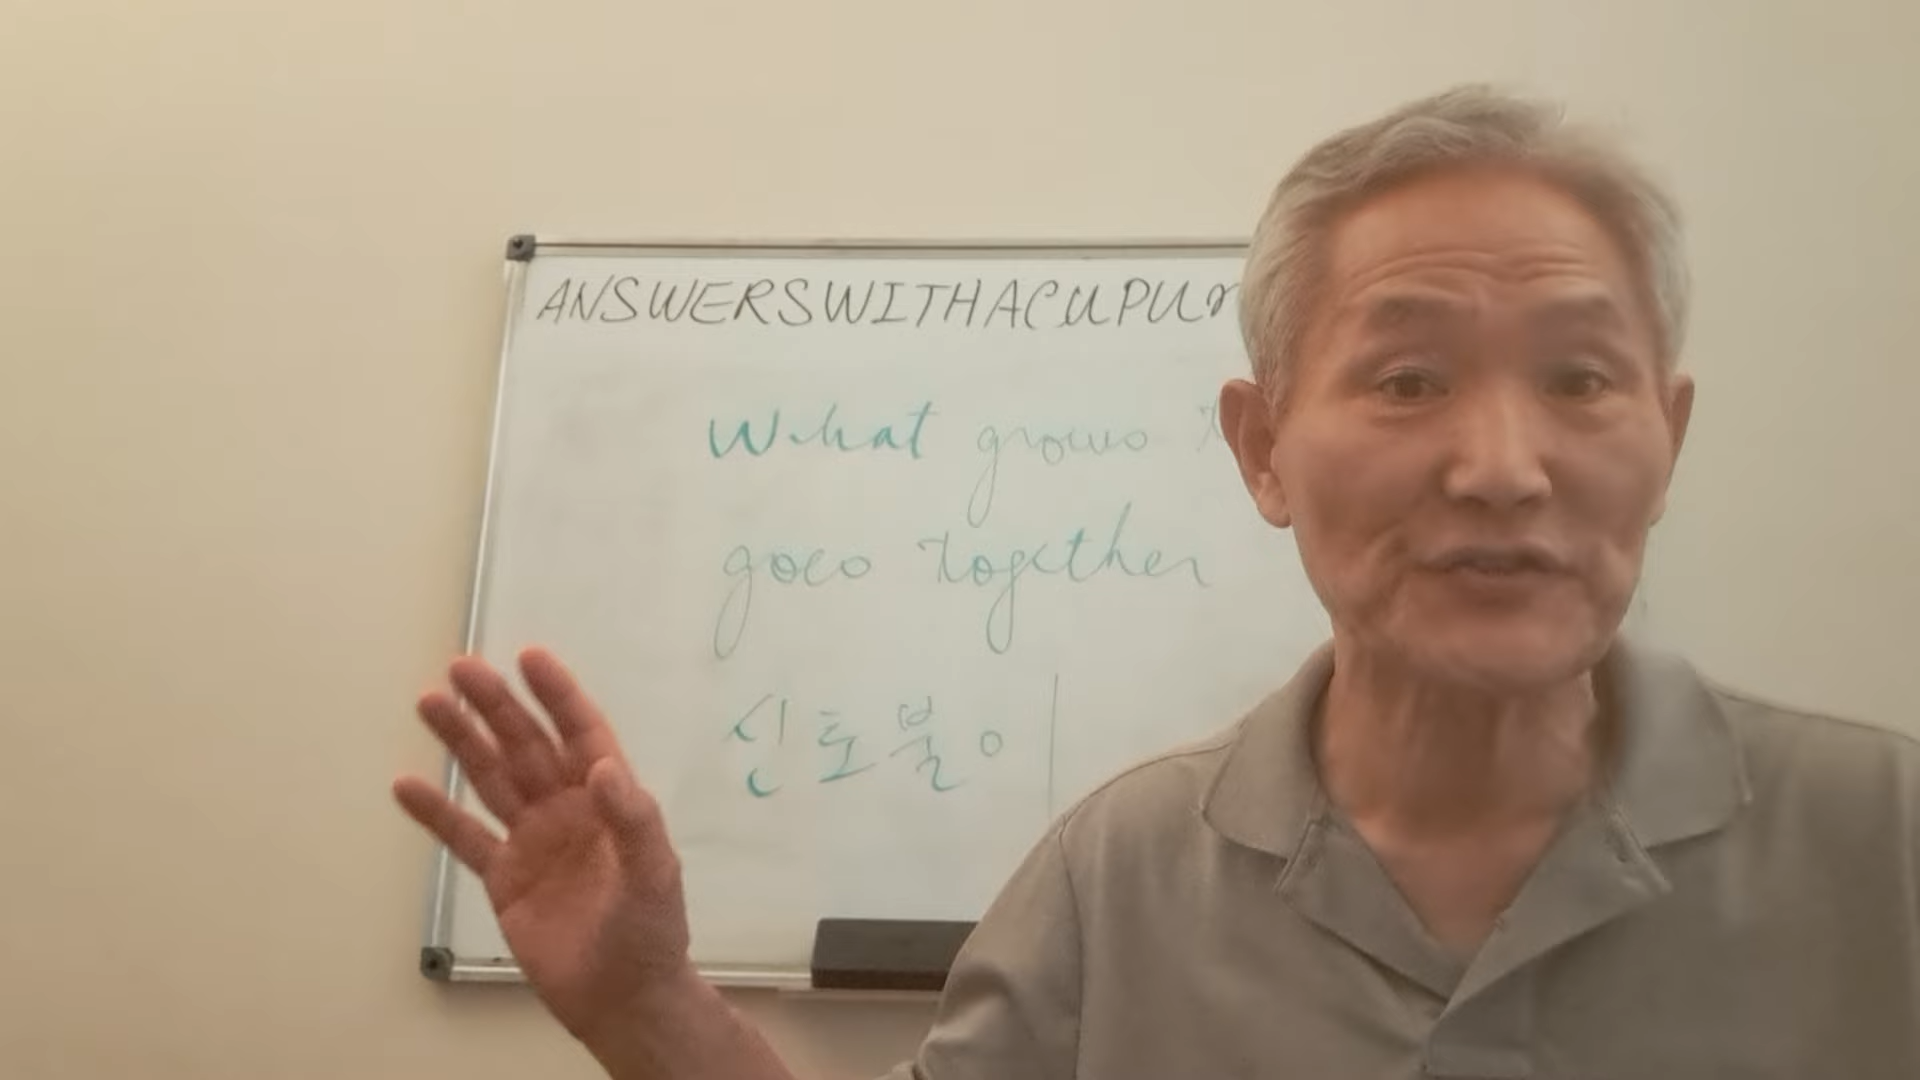 ANSWERSWITHACUPUN
What grows
goes together
신토불이